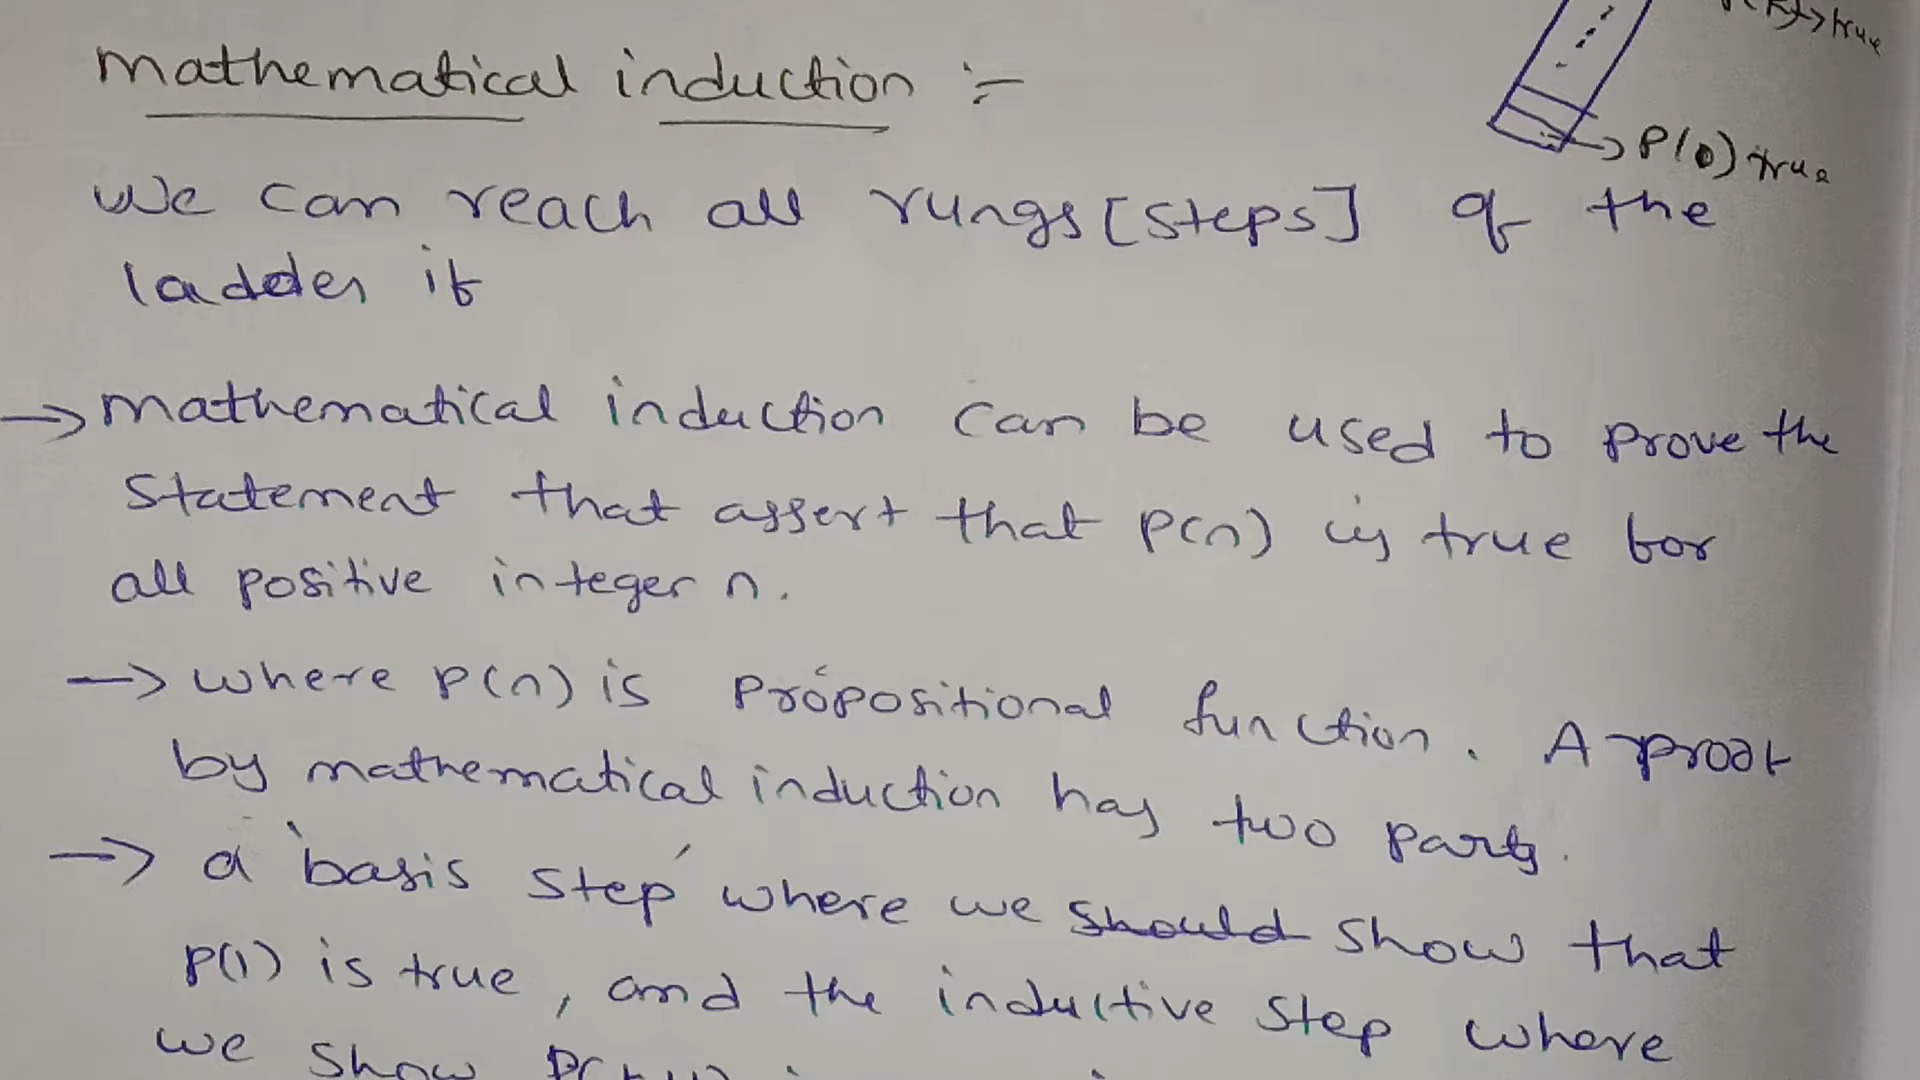 mathematical induction :-
→ true
→ P(0) true
we can reach all rungs [steps] of the
ladder if
→ mathematical induction can be used to prove the
statement that assert that p(n) is true for
all positive integer n.
→ where p(n) is propositional function. A proof
by mathematical induction has two parts.
→ a basis step where we should show that
p(1) is true, and the inductive step where
we show